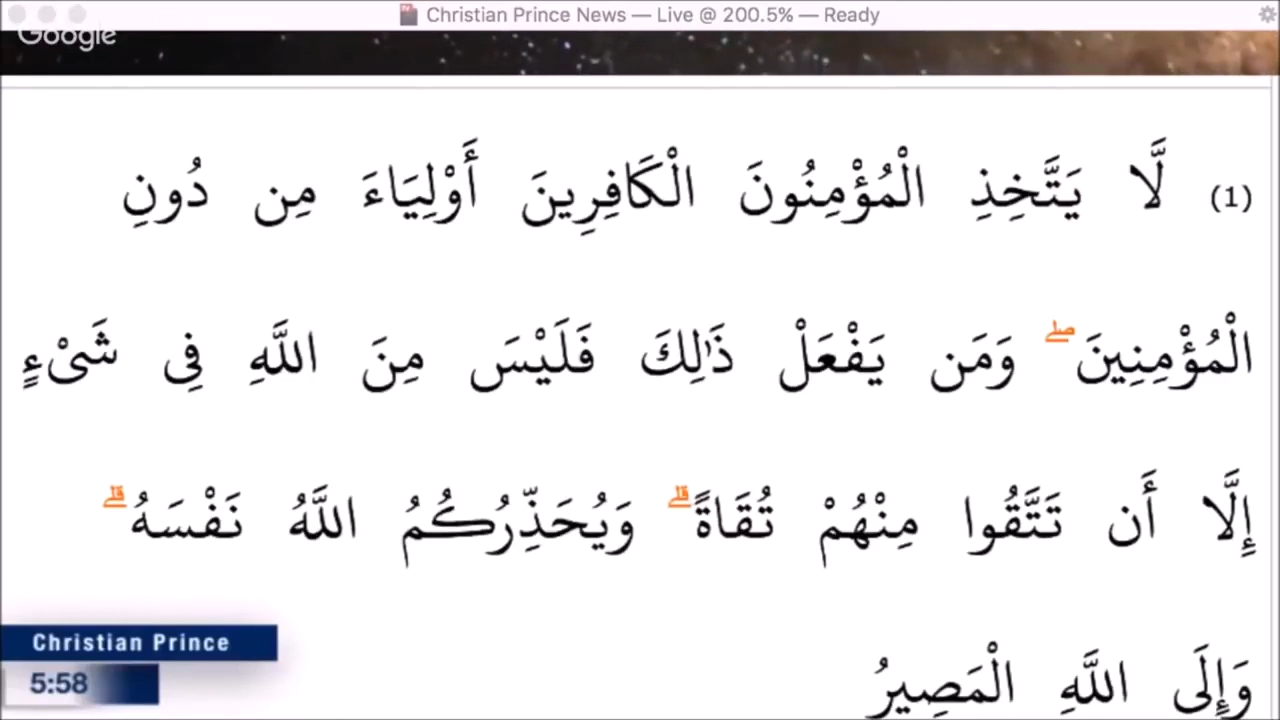 Christian Prince News — Live @ 200.5% — Ready
Google
(1) لَّا يَتَّخِذِ الْمُؤْمِنُونَ الْكَافِرِينَ أَوْلِيَاءَ مِن دُونِ
الْمُؤْمِنِينَ ۖ وَمَن يَفْعَلْ ذَٰلِكَ فَلَيْسَ مِنَ اللَّهِ فِى شَىْءٍ
إِلَّا أَن تَتَّقُوا مِنْهُمْ تُقَاةً ۗ وَيُحَذِّرُكُمُ اللَّهُ نَفْسَهُ ۗ
وَإِلَى اللَّهِ الْمَصِيرُ
Christian Prince
5:58